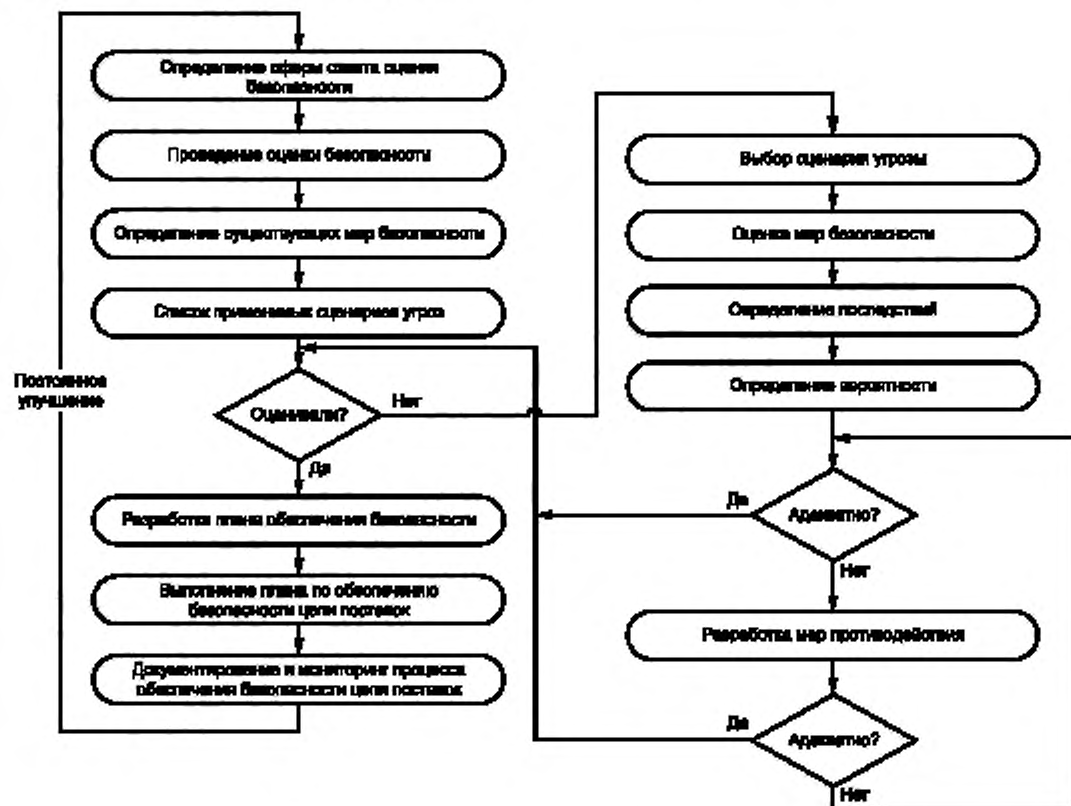 Определение сферы охвата оценки
безопасности
Проведение оценки безопасности
Определение существующих мер безопасности
Список применимых сценариев угроз
Постоянное
улучшение
Оценивали?
Нет
Да
Разработка плана обеспечения безопасности
Выполнение плана по обеспечению
безопасности цепи поставок
Документирование и мониторинг процесса
обеспечения безопасности цепи поставок
Выбор сценария угрозы
Оценка мер безопасности
Определение последствий
Определение вероятности
Да
Адекватно?
Нет
Разработка мер противодействия
Да
Адекватно?
Нет